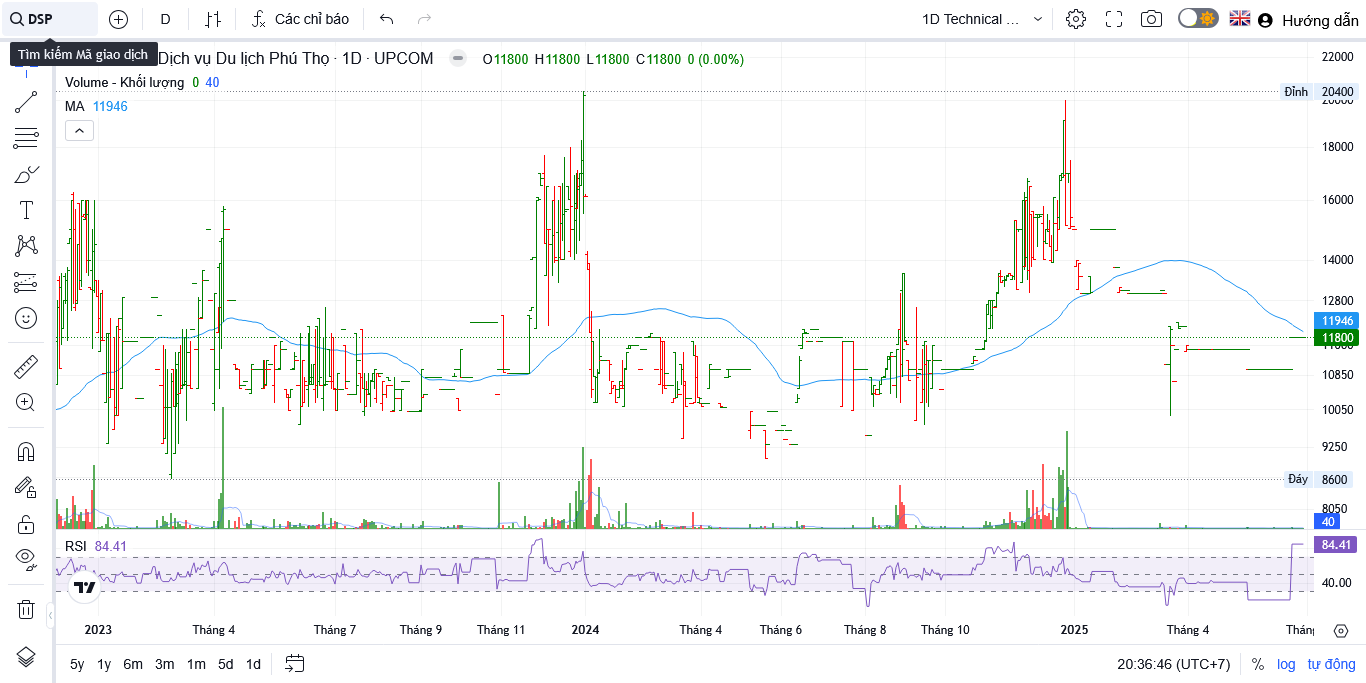 DSP
D
Các chỉ báo
1D Technical ...
Hướng dẫn
Tìm kiếm Mã giao dịch
Dịch vụ Du lịch Phú Thọ · 1D · UPCOM
O11800 H11800 L11800 C11800 0 (0.00%)
Volume - Khối lượng 0 40
MA 11946
22000
Đỉnh 20400
20000
18000
16000
14000
12800
11946
11800
11800
10850
10050
9250
Đáy 8600
8050
40
RSI 84.41
84.41
40.00
2023 Tháng 4 Tháng 7 Tháng 9 Tháng 11 2024 Tháng 4 Tháng 6 Tháng 8 Tháng 10 2025 Tháng 4
5y 1y 6m 3m 1m 5d 1d
20:36:46 (UTC+7) % log tự động